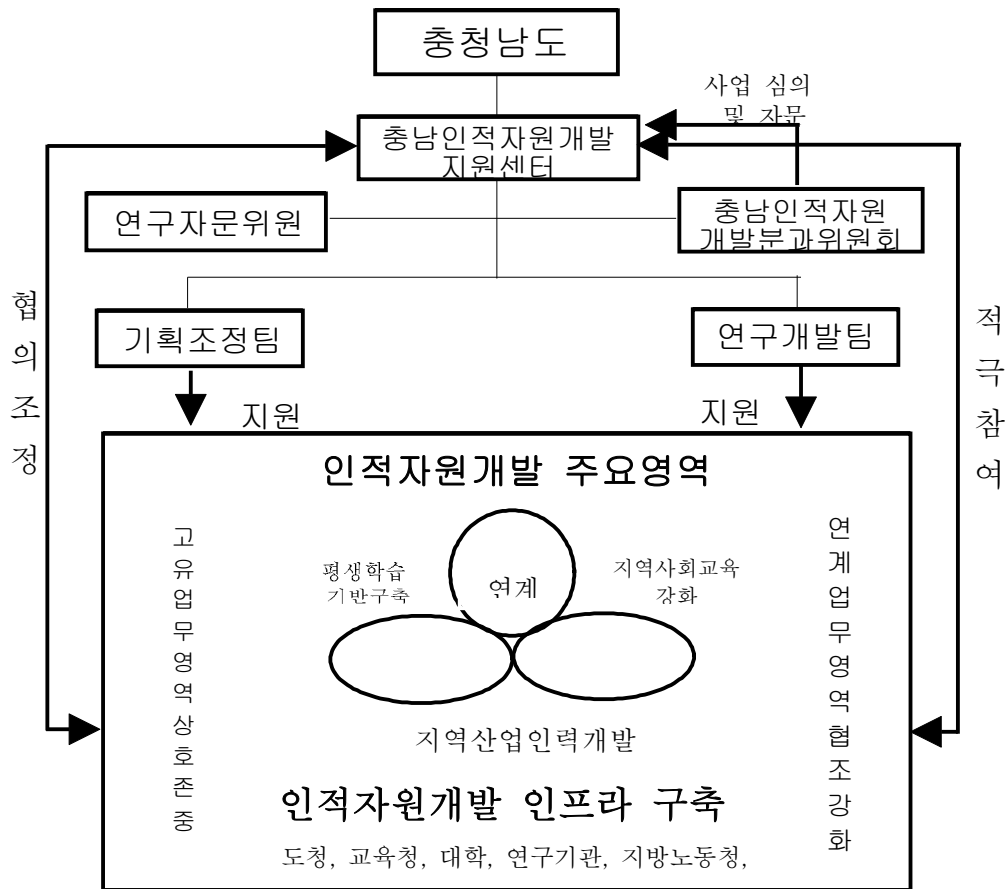 충청남도
사업 심의
및 자문
충남인적자원개발
지원센터
연구자문위원
충남인적자원
개발분과위원회
협의조정
적극참여
기획조정팀
연구개발팀
지원
지원
인적자원개발 주요영역
고유업무영역상호존중
연계업무영역협조강화
평생학습
기반구축
연계
지역사회교육
강화
지역산업인력개발
인적자원개발 인프라 구축
도청, 교육청, 대학, 연구기관, 지방노동청,